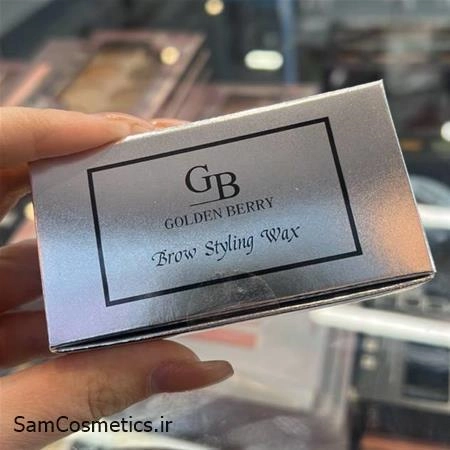 GB
GOLDEN BERRY
Brow Styling Wax
SamCosmetics.ir